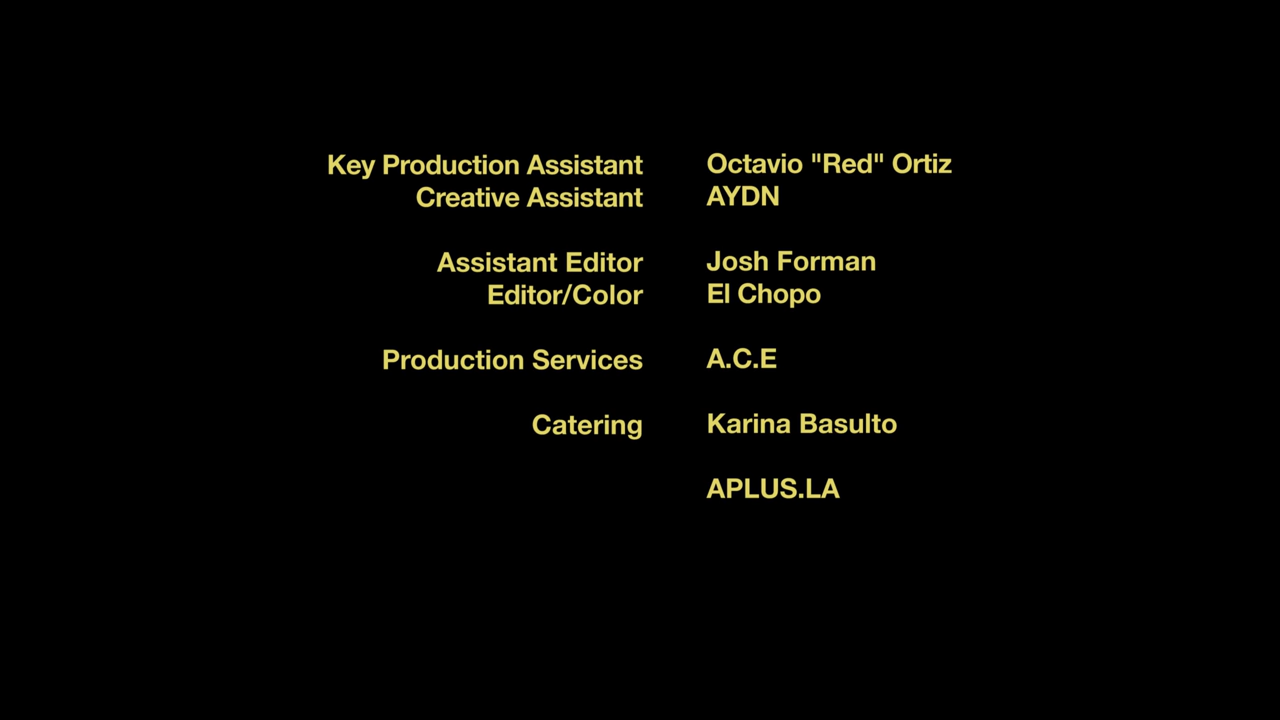 Key Production Assistant Octavio "Red" Ortiz
Creative Assistant AYDN
Assistant Editor Josh Forman
Editor/Color El Chopo
Production Services A.C.E
Catering Karina Basulto
APLUS.LA